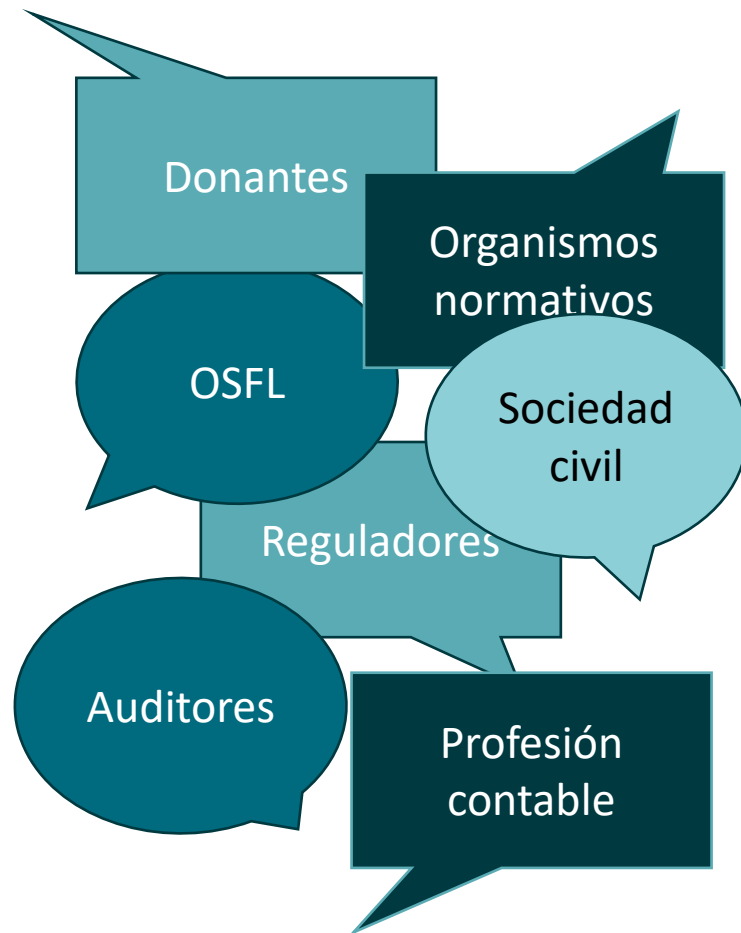 Donantes
Organismos
normativos
OSFL
Sociedad
civil
Reguladores
Auditores
Profesión
contable